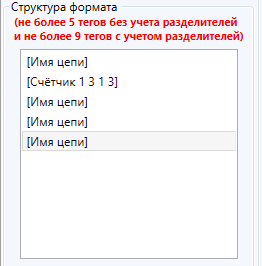 Структура формата
(не более 5 тегов без учета разделителей
и не более 9 тегов с учетом разделителей)
[Имя цепи]
[Счётчик 1 3 1 3]
[Имя цепи]
[Имя цепи]
[Имя цепи]